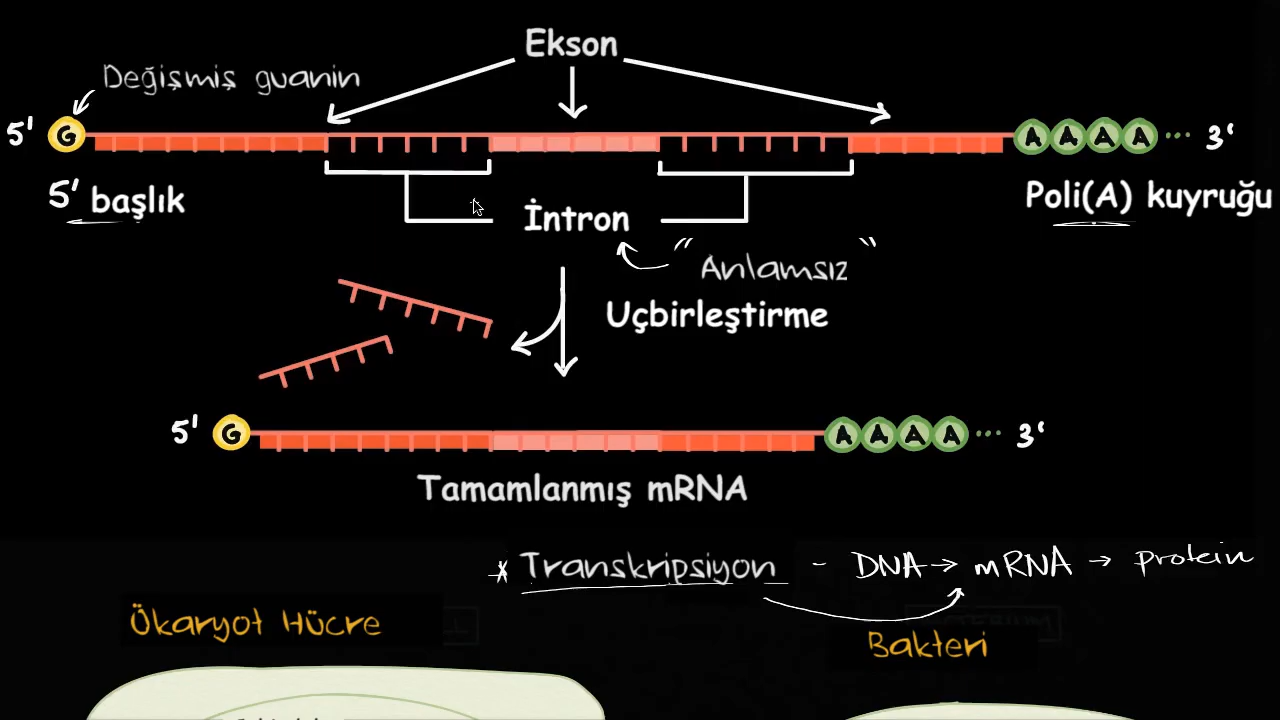 Ekson
Değişmiş guanin
5' G A A A A ... 3'
5' başlık
Poli(A) kuyruğu
İntron
"Anlamsız"
Uçbirleştirme
5' G A A A A ... 3'
Tamamlanmış mRNA
* Transkripsiyon - DNA → mRNA → protein
Ökaryot Hücre
Bakteri